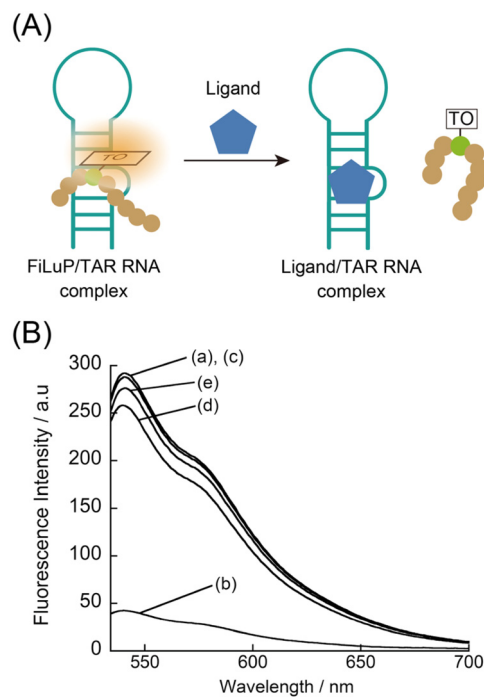 (A)
Ligand
TO
TO
FiLuP/TAR RNA
complex
Ligand/TAR RNA
complex
(B)
Fluorescence Intensity / a.u
300
250
200
150
100
50
0
(a), (c)
(e)
(d)
(b)
550
600
650
700
Wavelength / nm